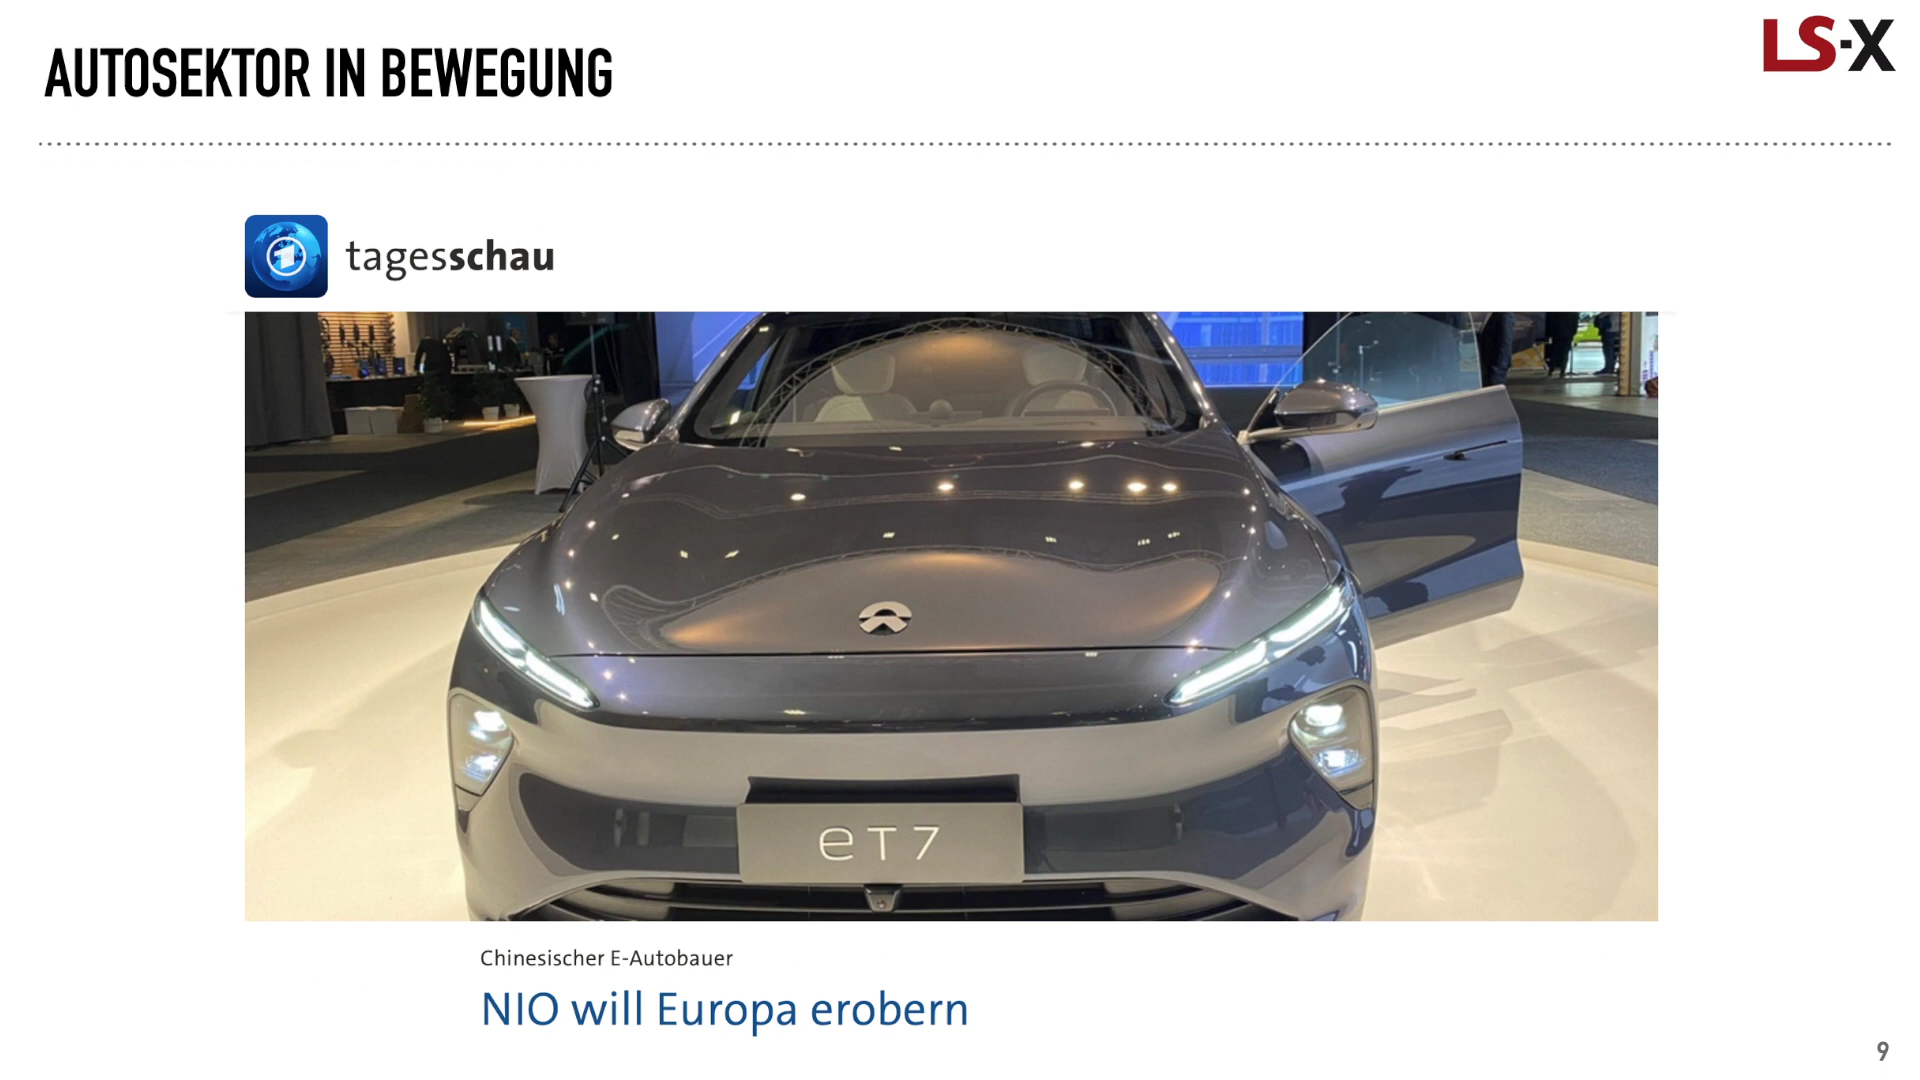 AUTOSEKTOR IN BEWEGUNG
LS-X
tagesschau
eT7
Chinesischer E-Autobauer
NIO will Europa erobern
9